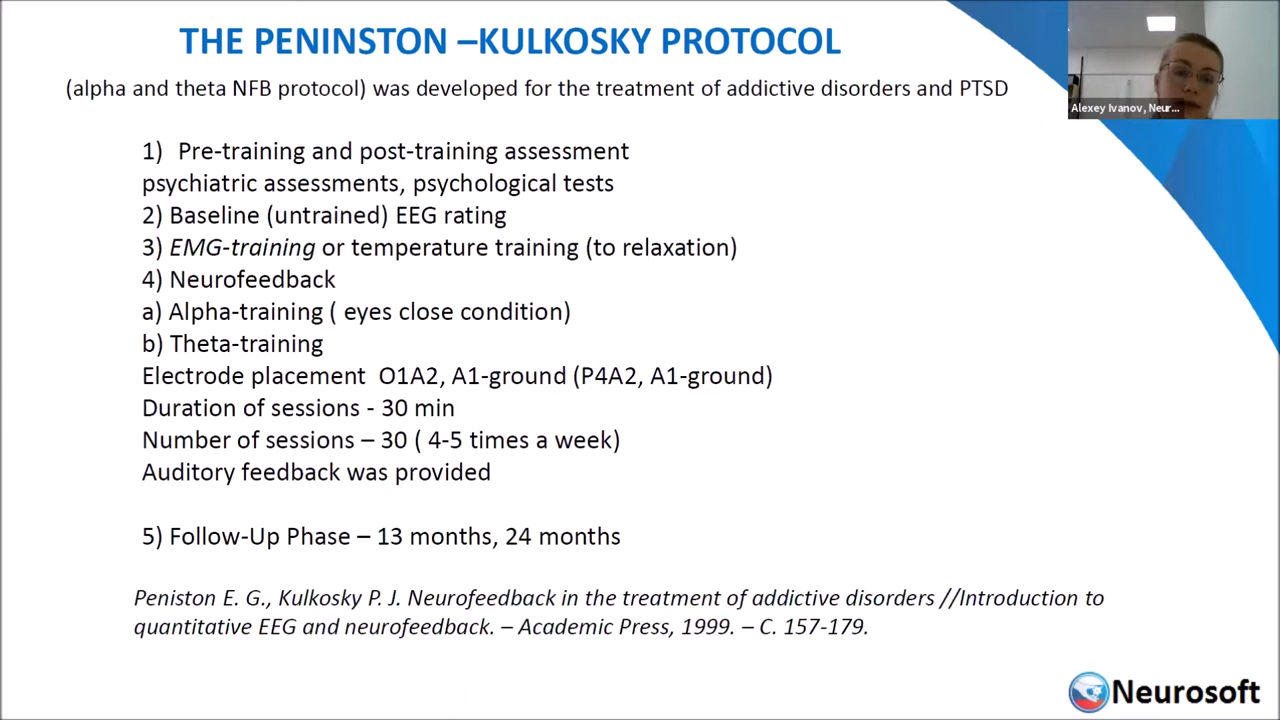 THE PENINSTON –KULKOSKY PROTOCOL
(alpha and theta NFB protocol) was developed for the treatment of addictive disorders and PTSD
Alexey Ivanov, Neur...
1) Pre-training and post-training assessment
psychiatric assessments, psychological tests
2) Baseline (untrained) EEG rating
3) EMG-training or temperature training (to relaxation)
4) Neurofeedback
a) Alpha-training ( eyes close condition)
b) Theta-training
Electrode placement O1A2, A1-ground (P4A2, A1-ground)
Duration of sessions - 30 min
Number of sessions – 30 ( 4-5 times a week)
Auditory feedback was provided
5) Follow-Up Phase – 13 months, 24 months
Peniston E. G., Kulkosky P. J. Neurofeedback in the treatment of addictive disorders //Introduction to
quantitative EEG and neurofeedback. – Academic Press, 1999. – С. 157-179.
Neurosoft